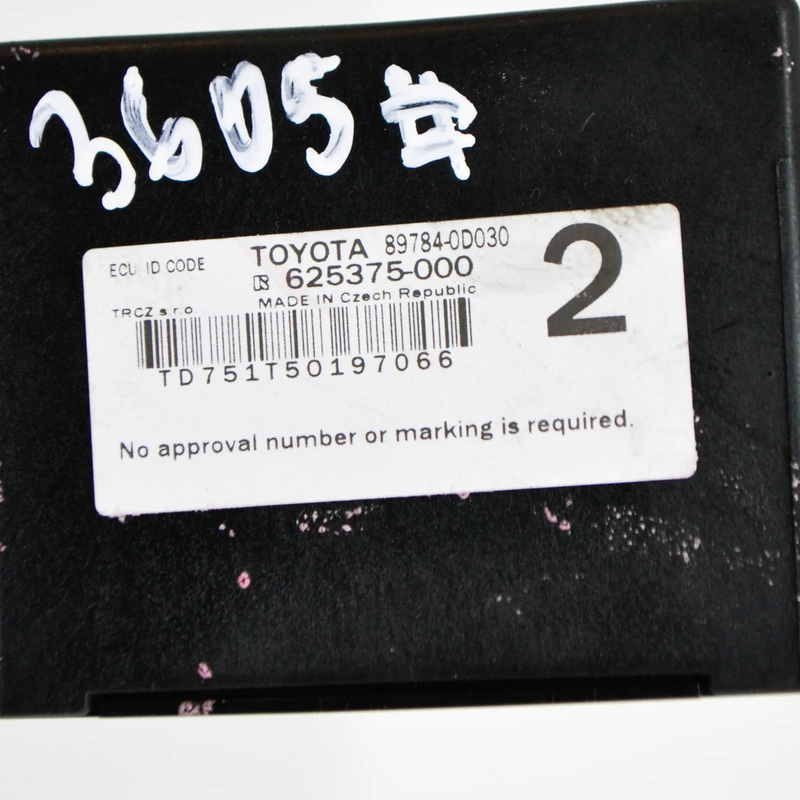 3605#
ECU ID CODE
TOYOTA 89784-0D030
625375-000
2
MADE IN Czech Republic
TRCZ s.r.o
TD751T50197066
No approval number or marking is required.